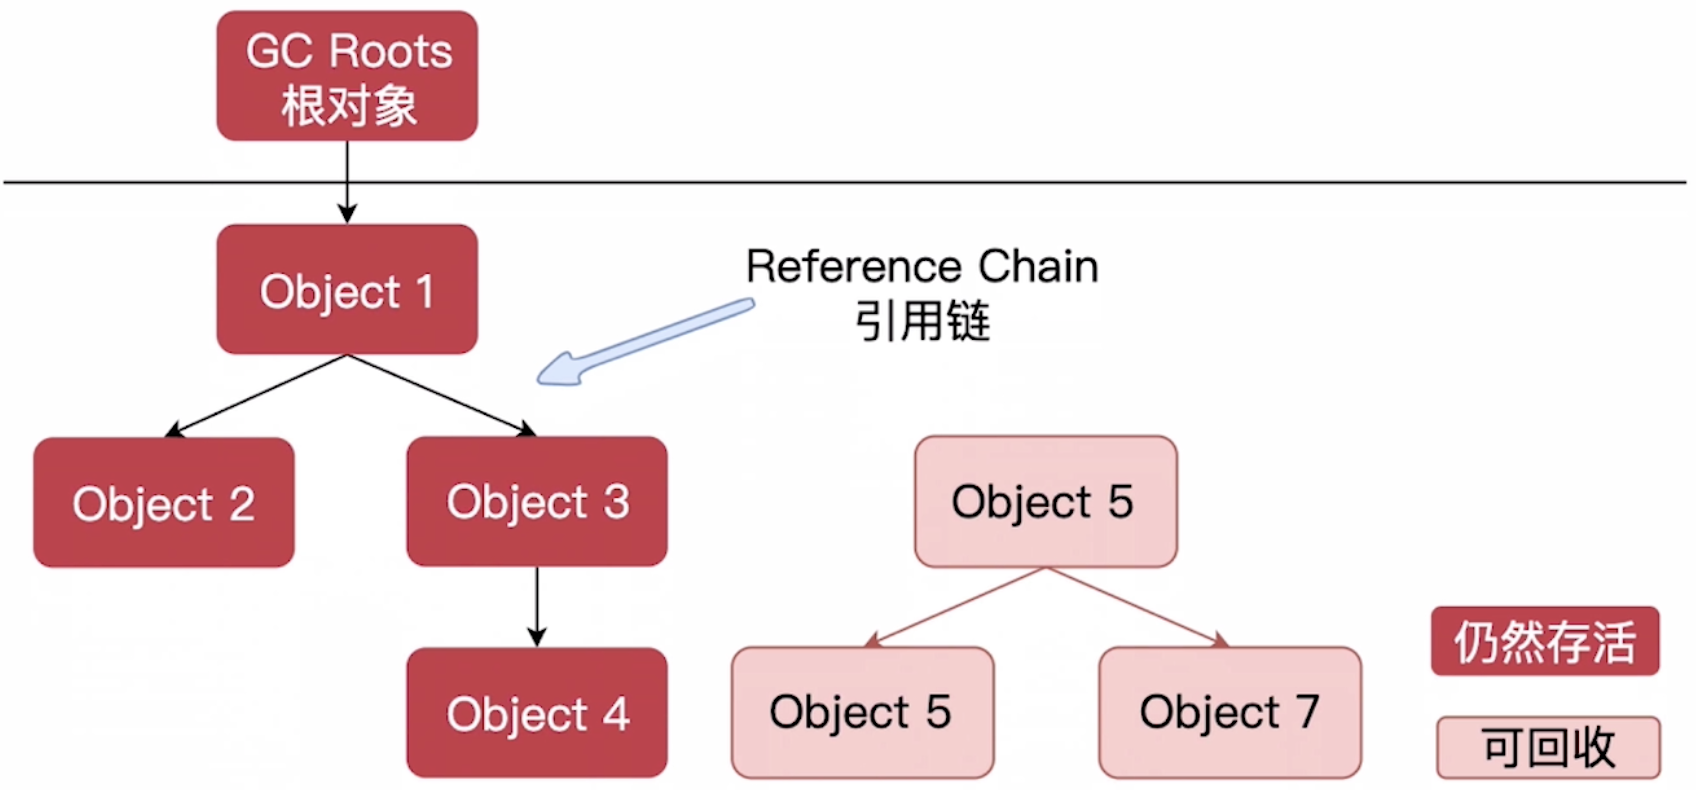 GC Roots
根对象
Object 1
Reference Chain
引用链
Object 2
Object 3
Object 5
Object 4
Object 5
Object 7
仍然存活
可回收